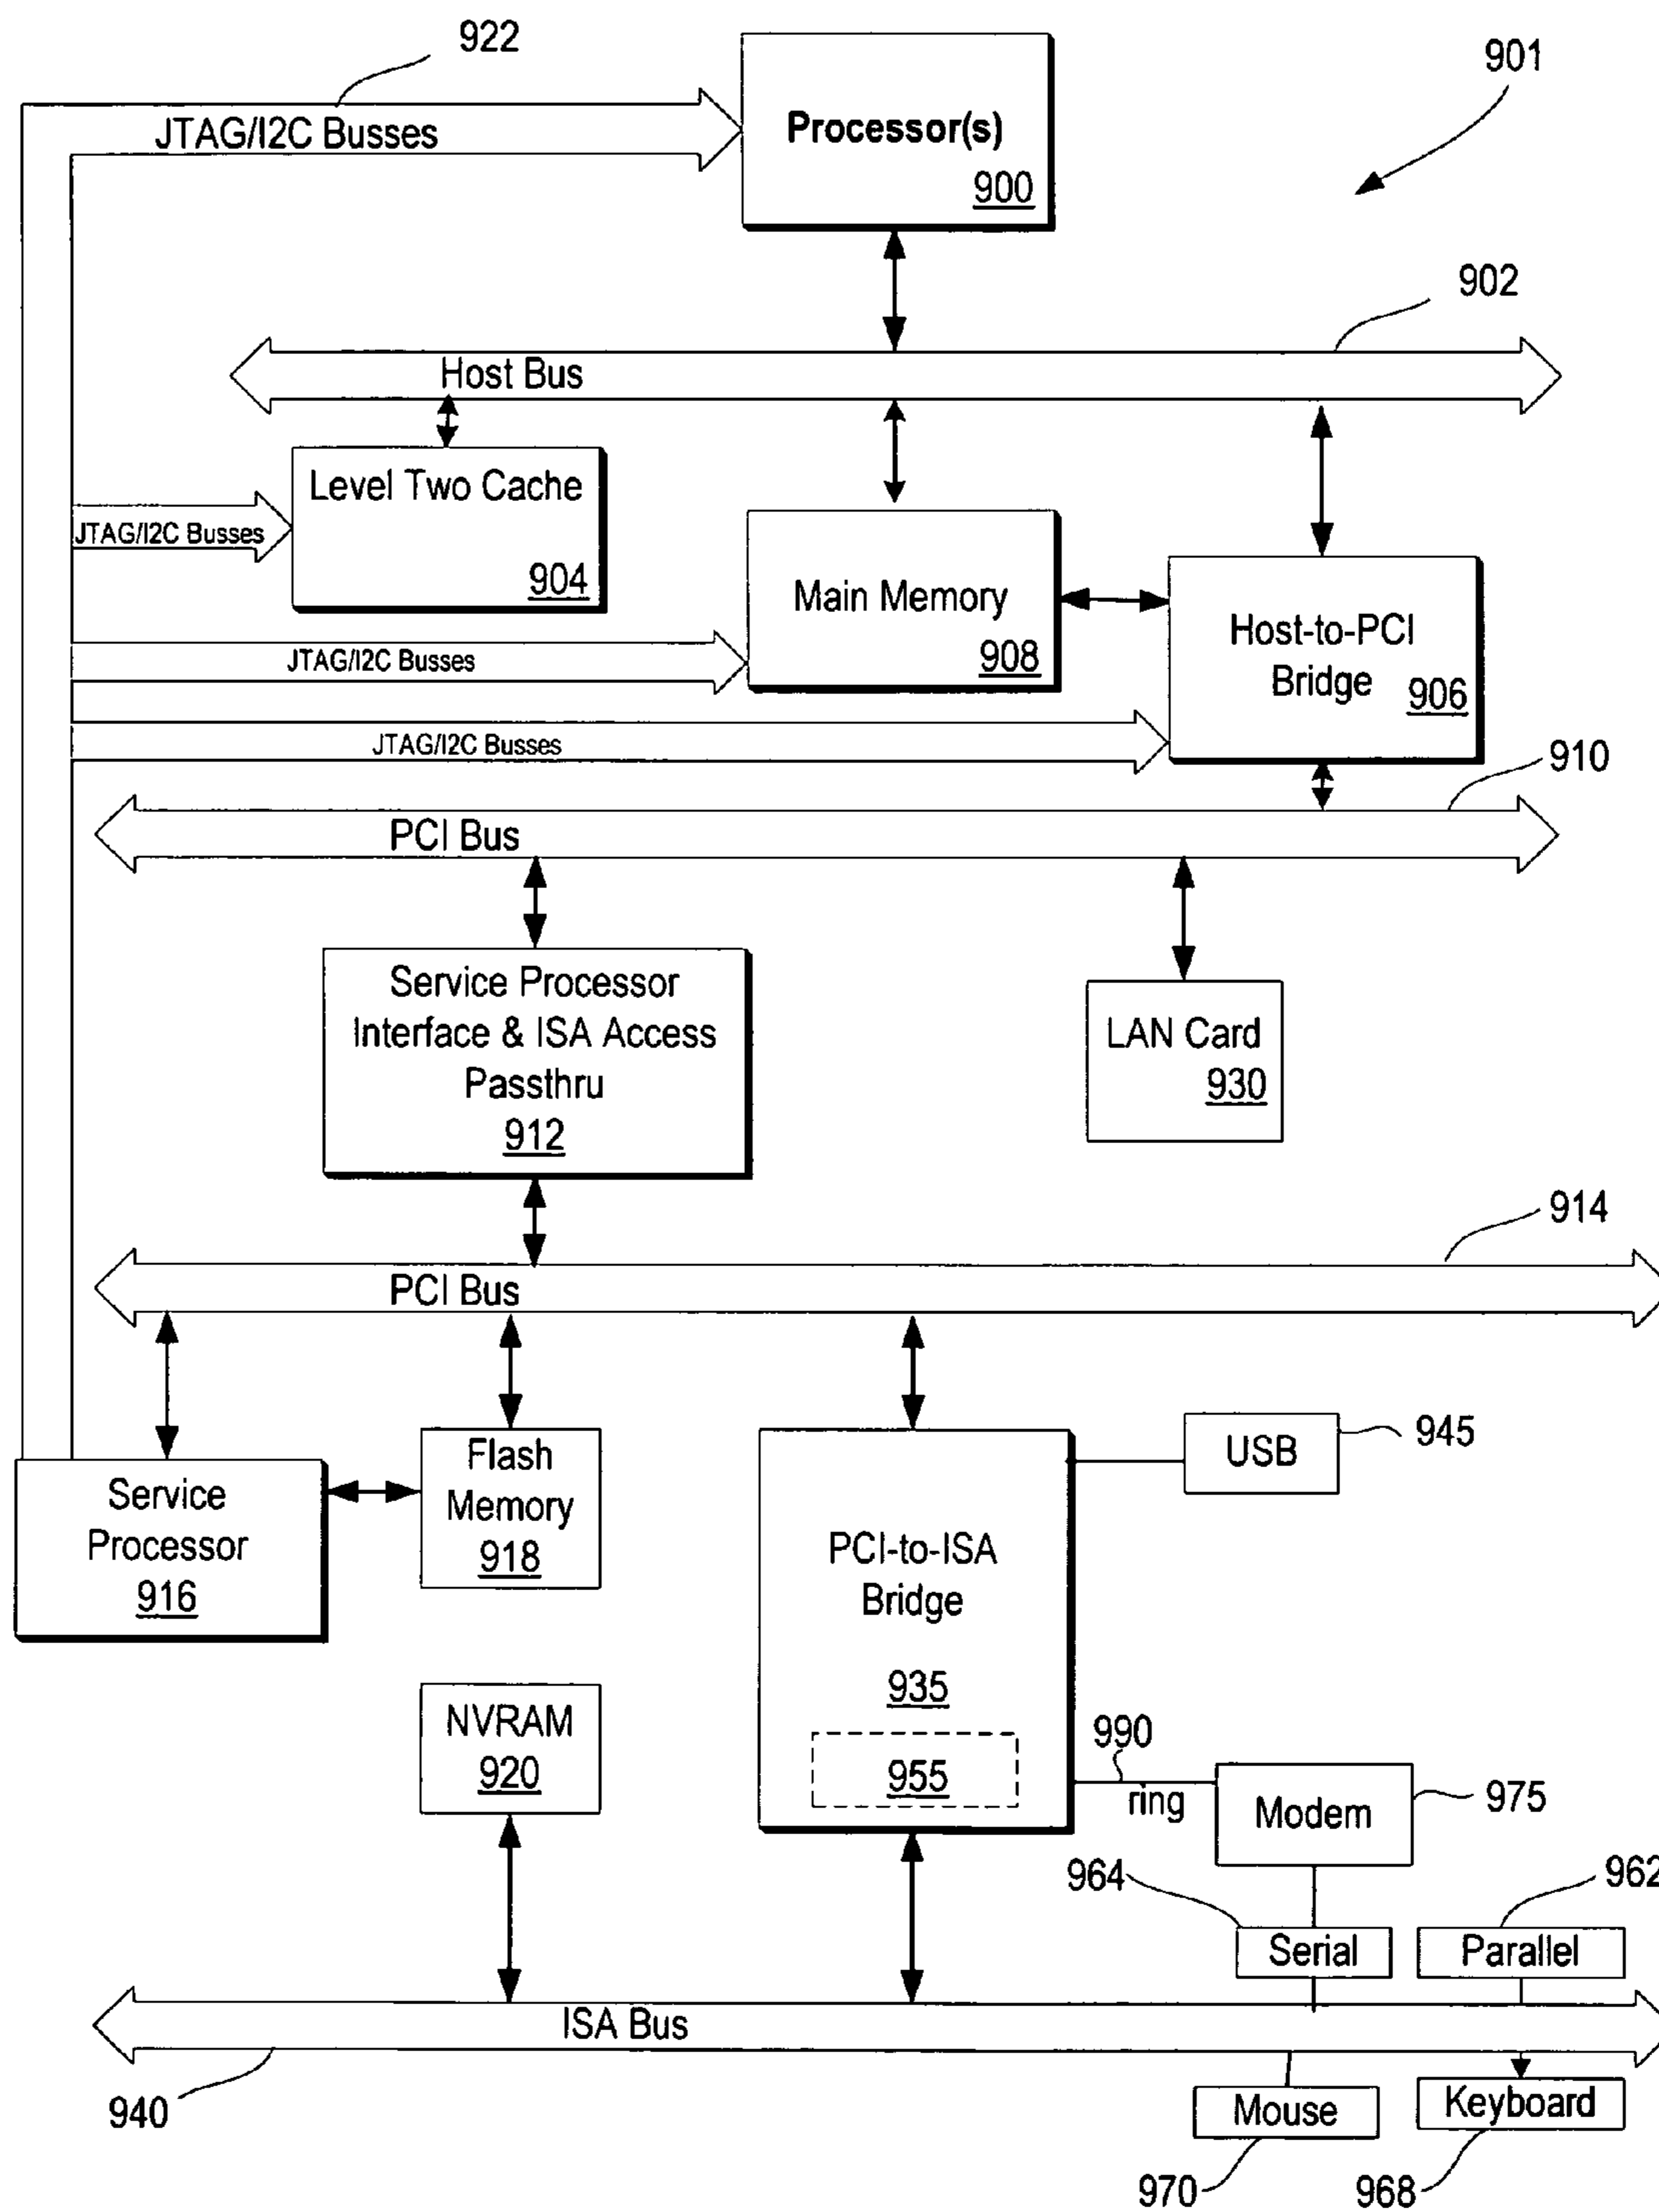 922
901
JTAG/I2C Busses
Processor(s)
900
902
Host Bus
Level Two Cache
904
JTAG/I2C Busses
Main Memory
908
Host-to-PCI
Bridge
906
JTAG/I2C Busses
JTAG/I2C Busses
910
PCI Bus
Service Processor
Interface & ISA Access
Passthru
912
LAN Card
930
914
PCI Bus
Service
Processor
916
Flash
Memory
918
PCI-to-ISA
Bridge
935
955
USB
945
NVRAM
920
990
ring
Modem
975
964
962
Serial
Parallel
ISA Bus
940
Mouse
Keyboard
970
968